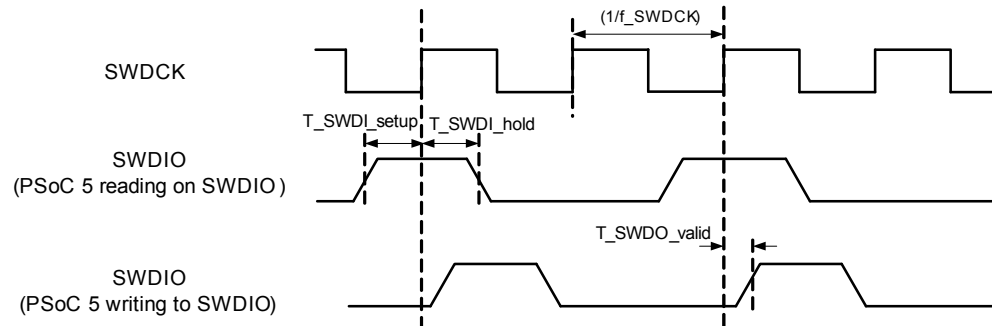 (1/f_SWDCK)
SWDCK
T_SWDI_setup T_SWDI_hold
SWDIO
(PSoC 5 reading on SWDIO)
T_SWDO_valid
SWDIO
(PSoC 5 writing to SWDIO)